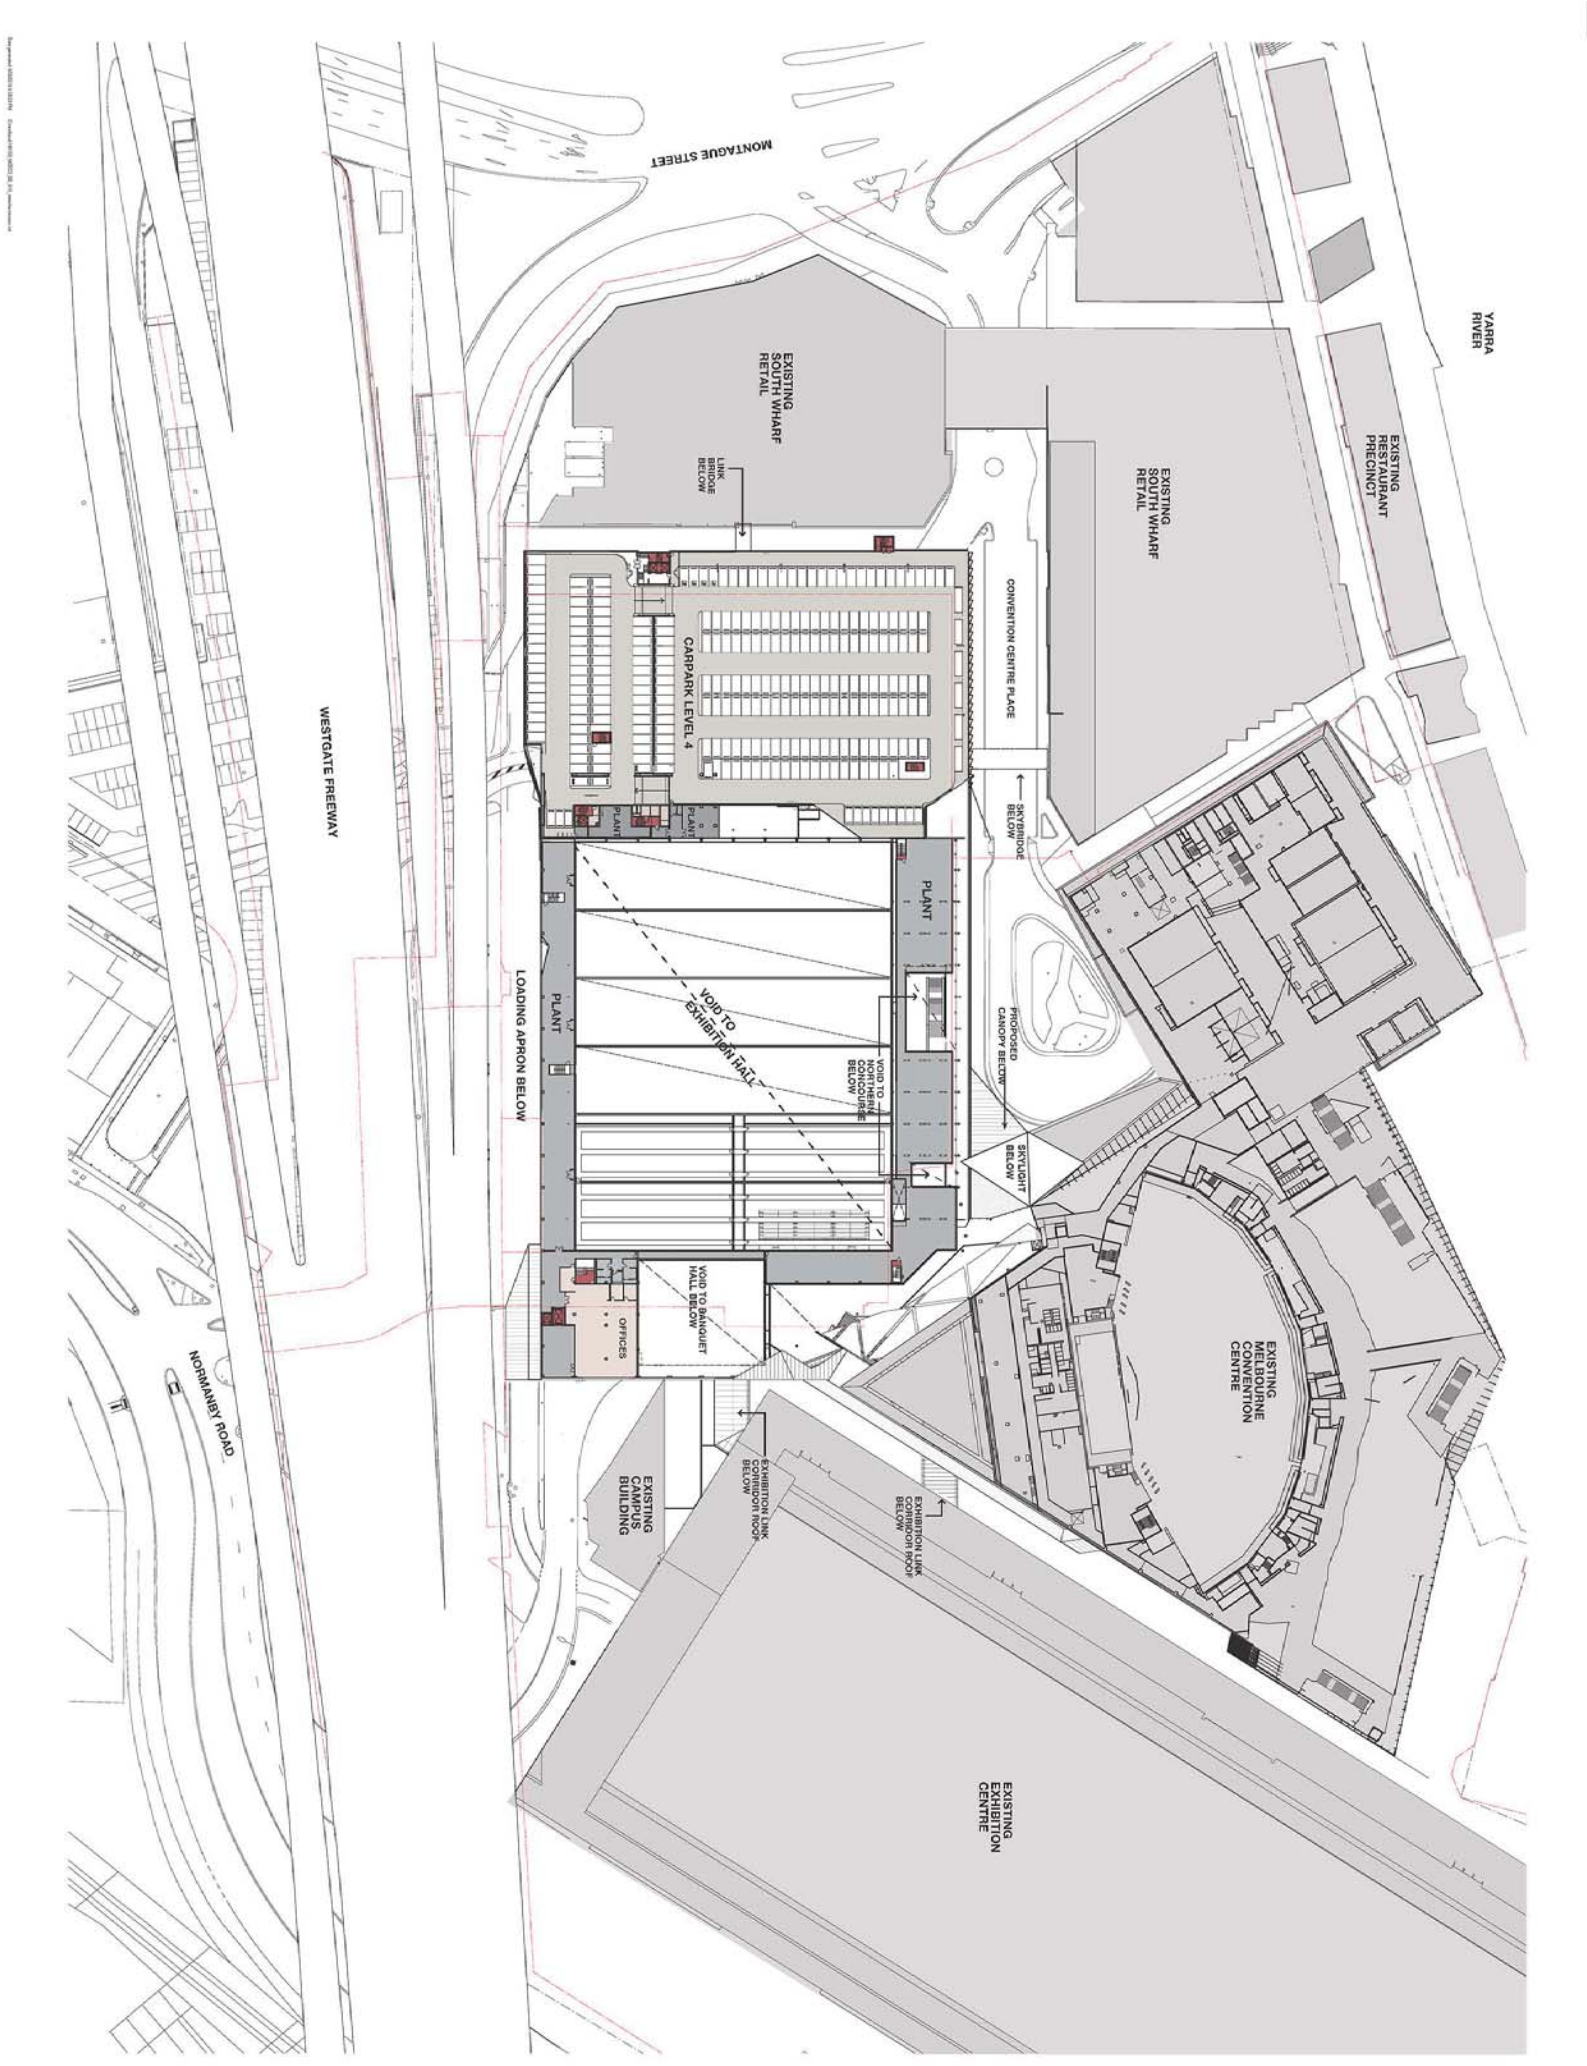 YARRA
RIVER
MONTAGUE STREET
EXISTING
RESTAURANT
PRECINCT
EXISTING
SOUTH WHARF
RETAIL
EXISTING
SOUTH WHARF
RETAIL
LINK
BRIDGE
BELOW
CONVENTION CENTRE PLACE
CARPARK LEVEL 4
SKYBRIDGE
BELOW
WESTGATE FREEWAY
PLANT
PLANT
PLANT
PLANT
LOADING APRON BELOW
VOID TO
EXHIBITION HALL
VOID TO
NORTHERN
CONCOURSE
BELOW
PROPOSED
CANOPY BELOW
SKYLIGHT
BELOW
VOID TO BANQUET
HALL BELOW
OFFICES
EXISTING
MELBOURNE
CONVENTION
CENTRE
NORMANBY ROAD
EXISTING
CAMPUS
BUILDING
EXHIBITION LINK
CORRIDOR ROOF
BELOW
EXHIBITION LINK
CORRIDOR ROOF
BELOW
EXISTING
EXHIBITION
CENTRE